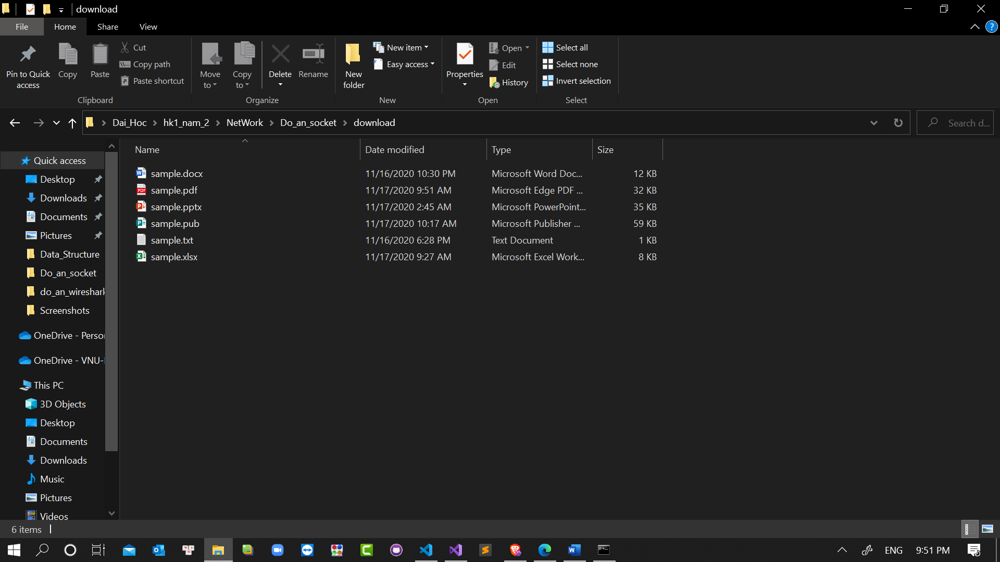 download
File Home Share View
Pin to Quick access
Copy
Paste
Cut
Copy path
Paste shortcut
Clipboard
Move to
Copy to
Delete
Rename
Organize
New folder
New item
Easy access
New
Properties
Open
Edit
History
Open
Select all
Select none
Invert selection
Select
Dai_Hoc hk1_nam_2 NetWork Do_an_socket download
Search d...
Name Date modified Type Size
sample.docx 11/16/2020 10:30 PM Microsoft Word Doc... 12 KB
sample.pdf 11/17/2020 9:51 AM Microsoft Edge PDF ... 32 KB
sample.pptx 11/17/2020 2:45 AM Microsoft PowerPoint... 35 KB
sample.pub 11/17/2020 10:17 AM Microsoft Publisher ... 59 KB
sample.txt 11/16/2020 6:28 PM Text Document 1 KB
sample.xlsx 11/17/2020 9:27 AM Microsoft Excel Work... 8 KB
Quick access
Desktop
Downloads
Documents
Pictures
Data_Structure
Do_an_socket
do_an_wireshark
Screenshots
OneDrive - Person
OneDrive - VNU-
This PC
3D Objects
Desktop
Documents
Downloads
Music
Pictures
Videos
6 items
ENG 9:51 PM